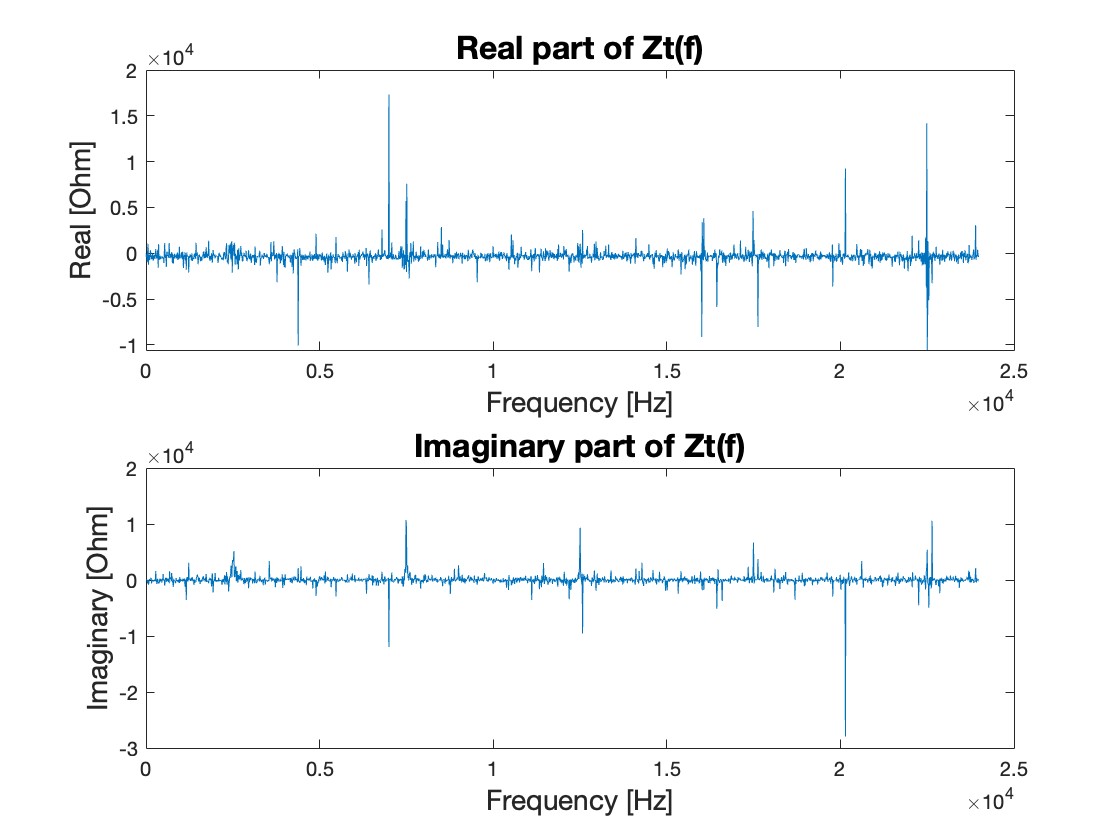 Real part of Zt(f)
×10⁴
2
1.5
1
0.5
0
-0.5
-1
Real [Ohm]
0 0.5 1 1.5 2 2.5
Frequency [Hz]
×10⁴
Imaginary part of Zt(f)
×10⁴
2
1
0
-1
-2
-3
Imaginary [Ohm]
0 0.5 1 1.5 2 2.5
Frequency [Hz]
×10⁴